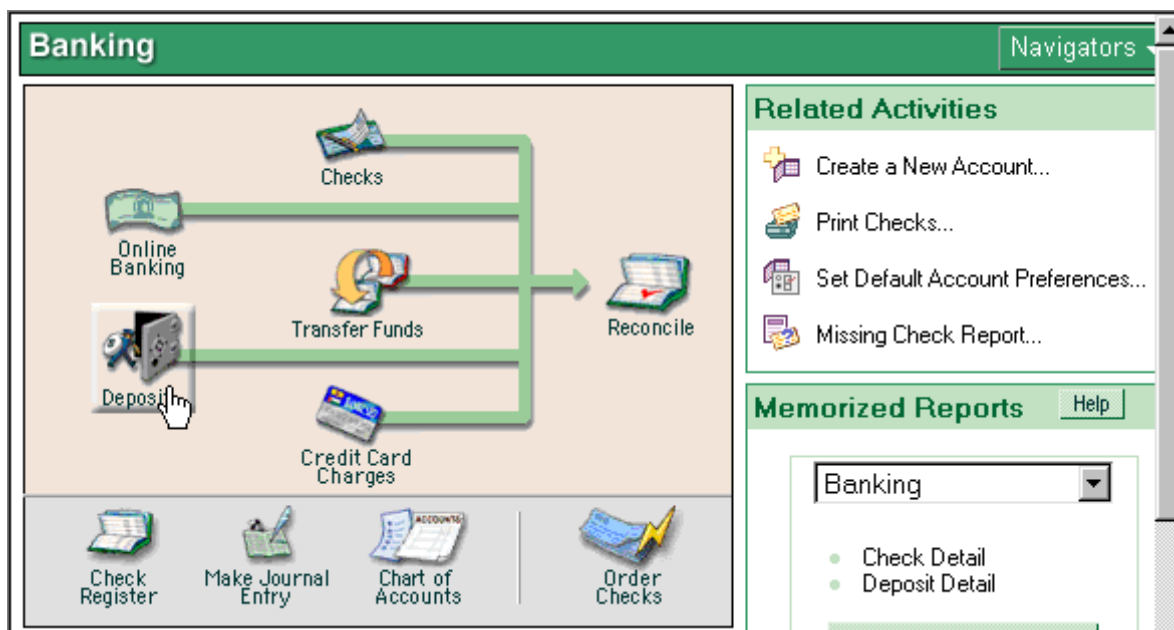 Banking
Navigators
Checks
Online
Banking
Transfer Funds
Reconcile
Deposit
Credit Card
Charges
Check
Register
Make Journal
Entry
ACCOUNTS
Chart of
Accounts
Order
Checks
Related Activities
Create a New Account...
Print Checks...
Set Default Account Preferences...
Missing Check Report...
Memorized Reports
Help
Banking
Check Detail
Deposit Detail